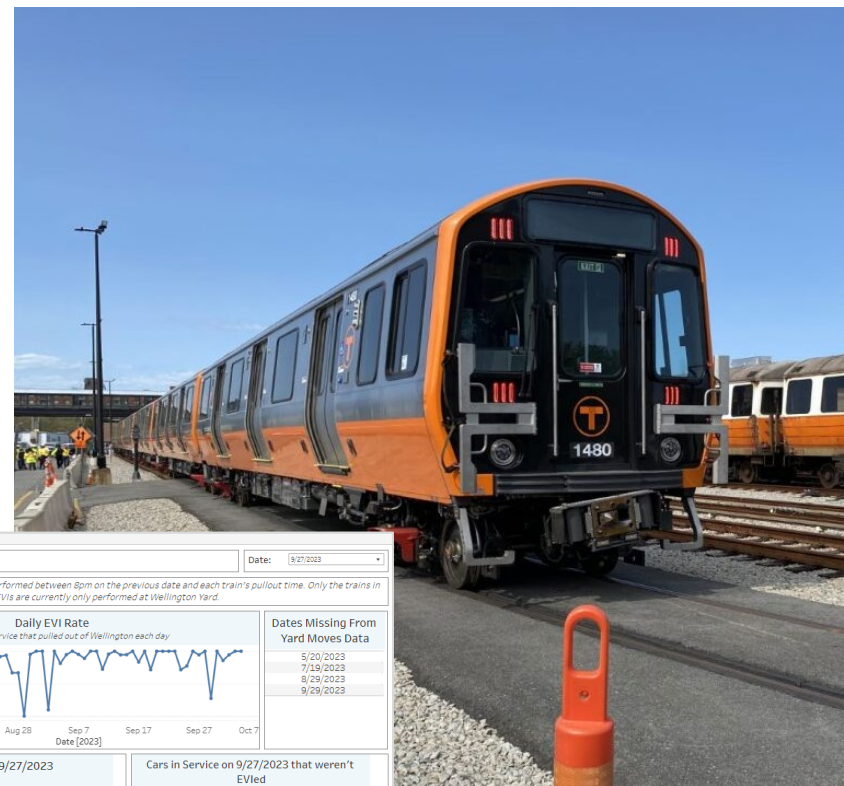 EXIT
T
1480
Date:
9/27/2023
rformed between 8pm on the previous date and each train's pullout time. Only the trains in
VIs are currently only performed at Wellington Yard.
Daily EVI Rate
rvice that pulled out of Wellington each day
Aug 28 Sep 7 Sep 17 Sep 27 Oct 7
Date [2023]
Dates Missing From
Yard Moves Data
5/20/2023
7/19/2023
8/29/2023
9/29/2023
9/27/2023
Cars in Service on 9/27/2023 that weren't
EVIed